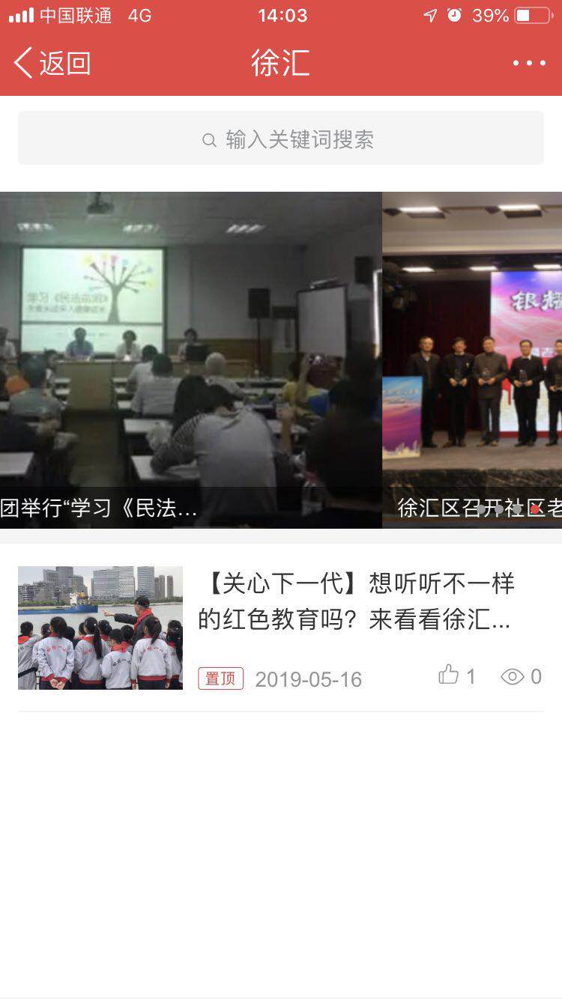 中国联通 4G 14:03 39%
返回 徐汇
输入关键词搜索
银耀
团举行“学习《民法...
徐汇区召开社区老
【关心下一代】想听听不一样
的红色教育吗？来看看徐汇...
置顶 2019-05-16 1 0